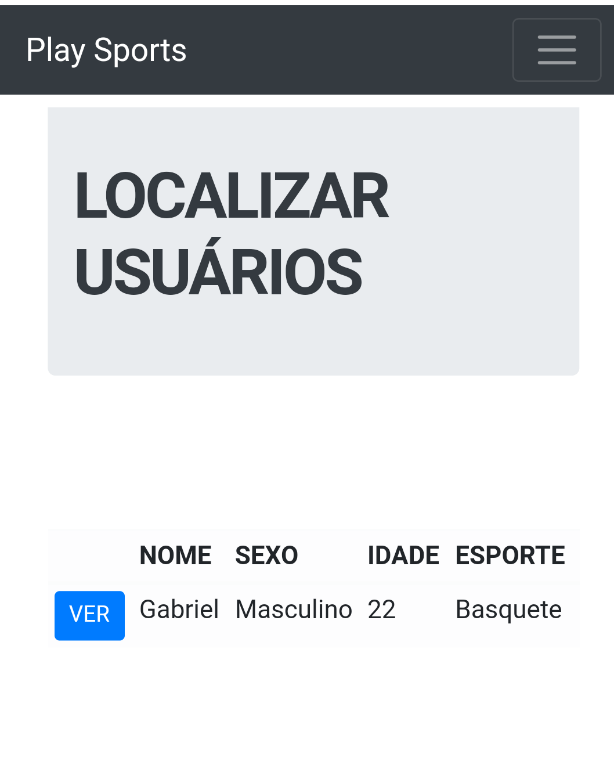 Play Sports
LOCALIZAR
USUÁRIOS
NOME SEXO IDADE ESPORTE
VER Gabriel Masculino 22 Basquete